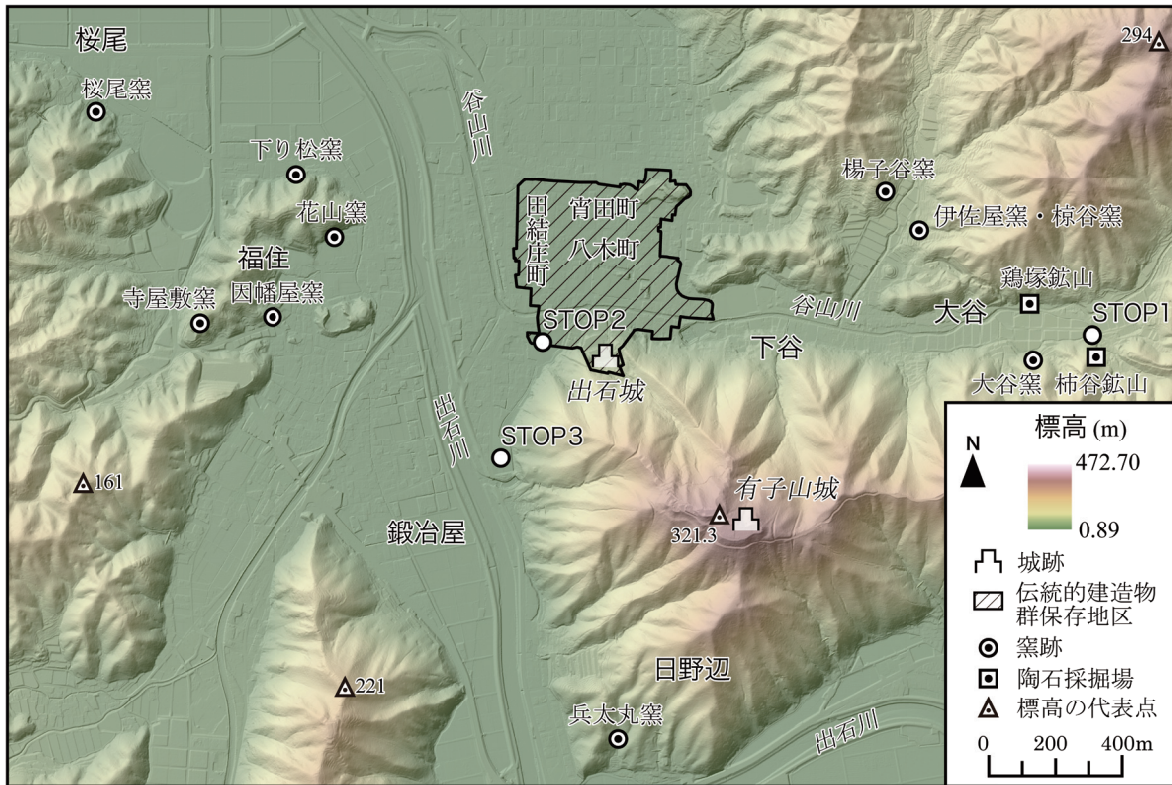 桜尾
294
桜尾窯
谷山川
下り松窯
楊子谷窯
田結庄町
宵田町
八木町
花山窯
伊佐屋窯・椋谷窯
福住
鶏塚鉱山
寺屋敷窯
因幡屋窯
谷山川
大谷
STOP1
STOP2
下谷
出石城
大谷窯
柿谷鉱山
出石川
STOP3
161
有子山城
321.3
鍛冶屋
日野辺
221
兵太丸窯
出石川
標高 (m)
N
472.70
0.89
城跡
伝統的建造物
群保存地区
窯跡
陶石採掘場
標高の代表点
0 200 400m